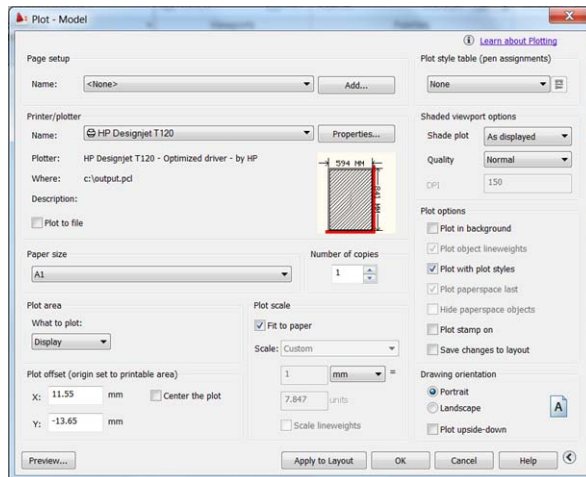 Plot - Model
Learn about Plotting
Page setup
Name: <None> Add...
Plot style table (pen assignments)
None
Printer/plotter
Name: HP Designjet T120 Properties...
Plotter: HP Designjet T120 - Optimized driver - by HP
Where: c:\output.pcl
Description:
Plot to file
594 MM
841 MM
Shaded viewport options
Shade plot As displayed
Quality Normal
DPI 150
Paper size
A1
Number of copies
1
Plot options
Plot in background
Plot object lineweights
Plot with plot styles
Plot paperspace last
Hide paperspace objects
Plot stamp on
Save changes to layout
Plot area
What to plot:
Display
Plot scale
Fit to paper
Scale: Custom
1 mm =
7.847 units
Scale lineweights
Plot offset (origin set to printable area)
X: 11.55 mm Center the plot
Y: -13.65 mm
Drawing orientation
Portrait
Landscape
Plot upside-down
A
Preview... Apply to Layout OK Cancel Help